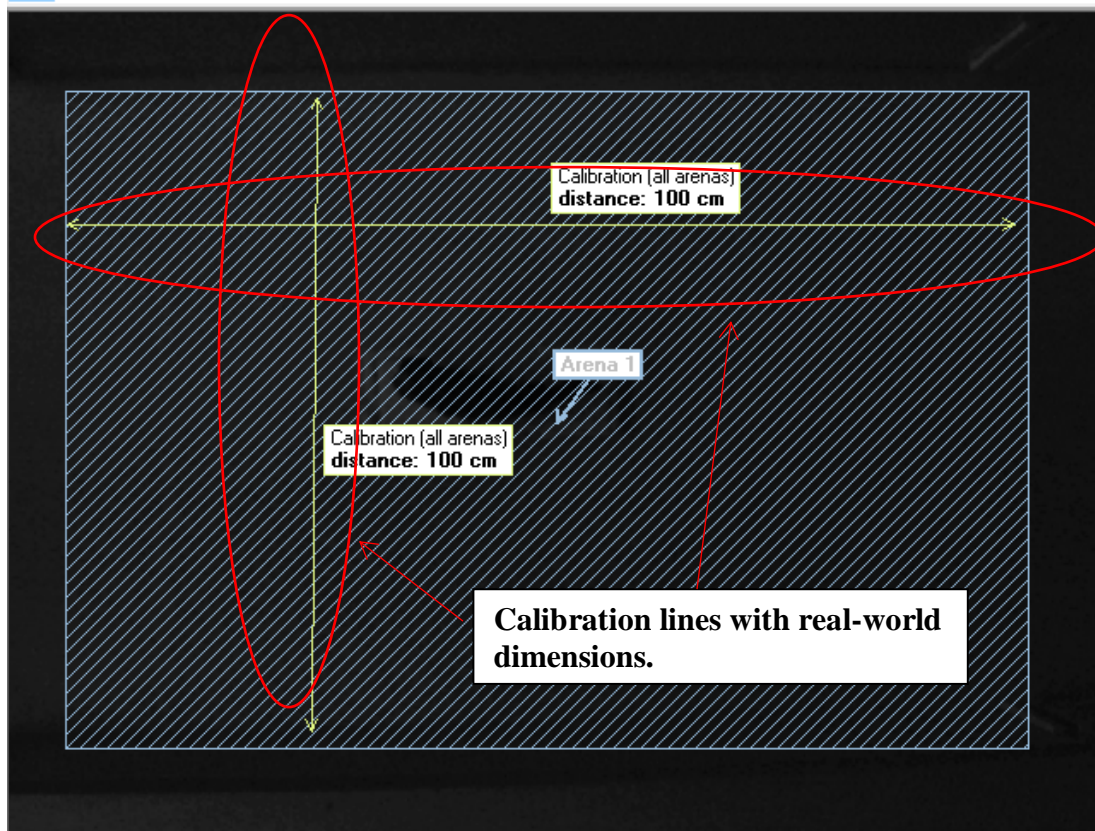 Calibration (all arenas)
distance: 100 cm
Arena 1
Calibration (all arenas)
distance: 100 cm
Calibration lines with real-world
dimensions.